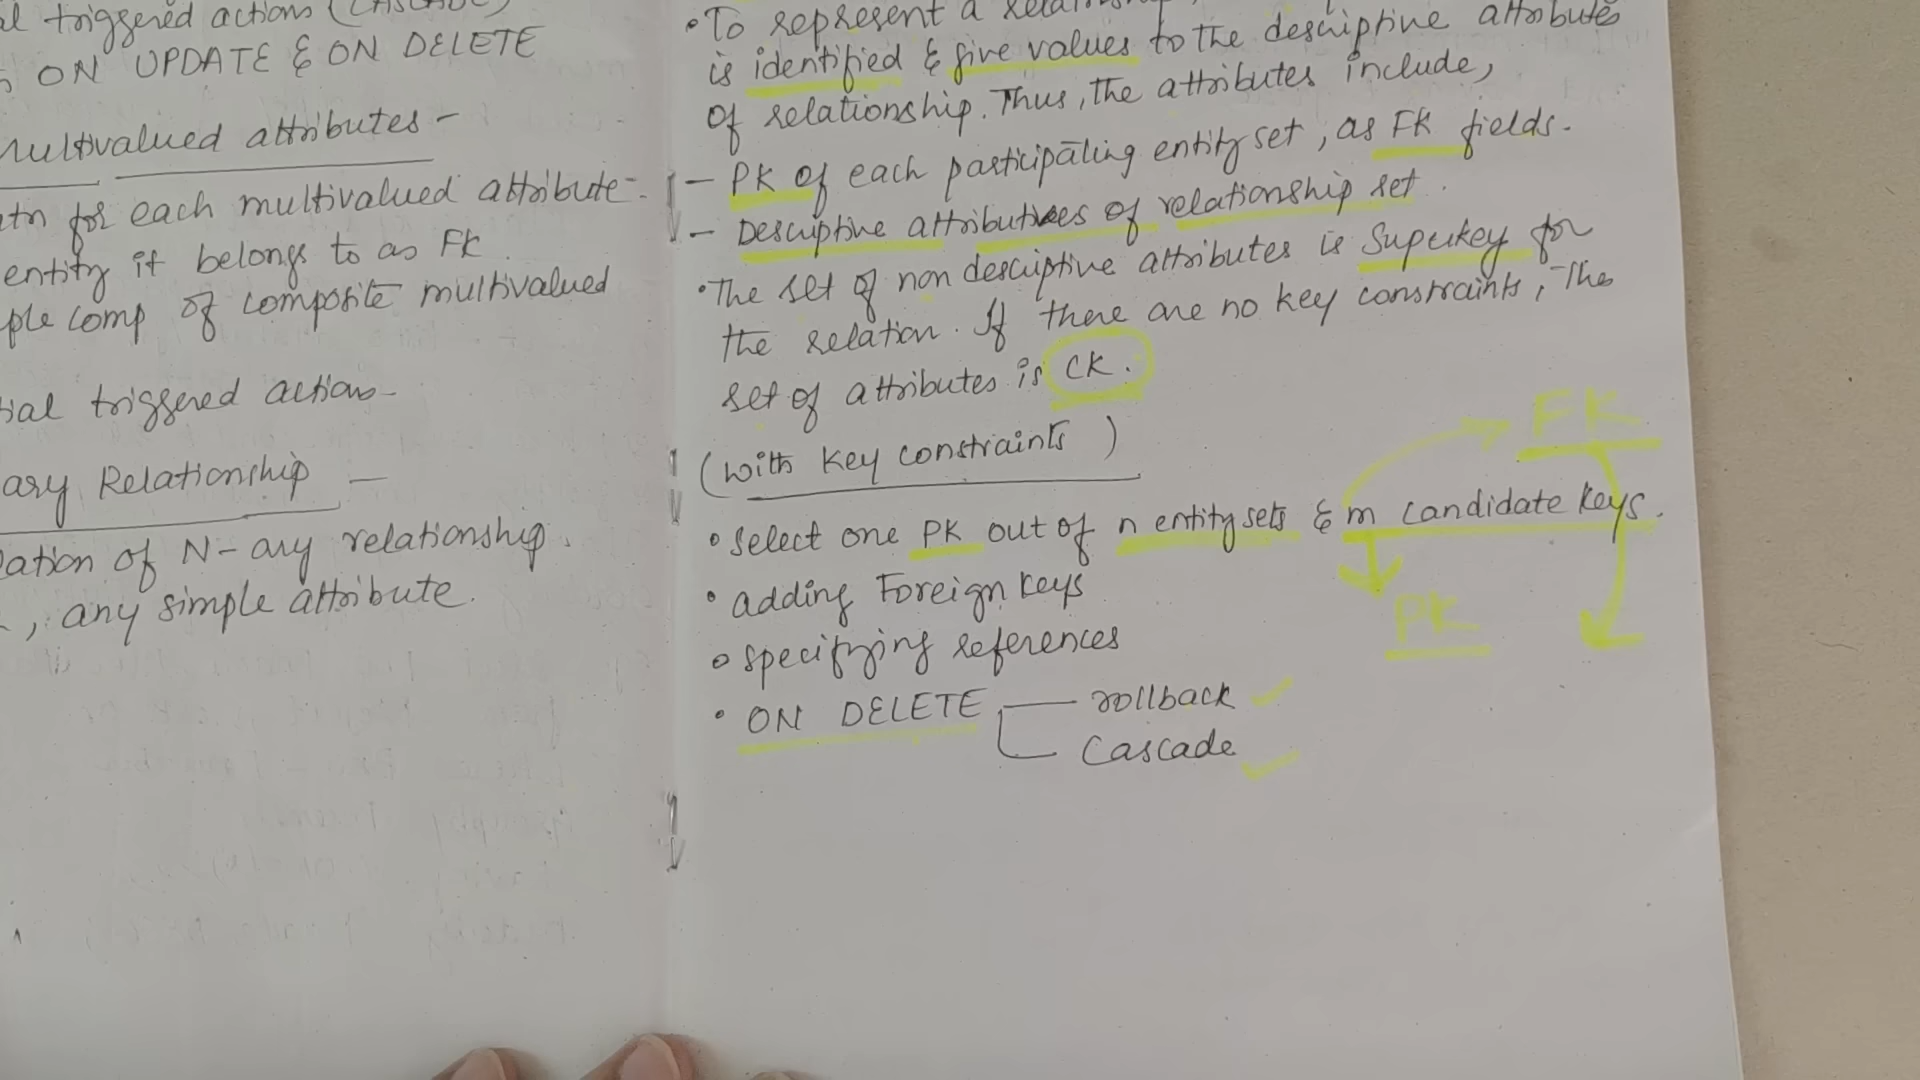 triggered actions (CASCADE)
ON UPDATE & ON DELETE
Multivalued attributes -
for each multivalued attribute -
entity it belongs to as FK.
comp of composite multivalued
triggered actions -
Relationship -
of N-ary relationship.
, any simple attribute.
• To represent a
is identified & give values to the descriptive attributes
of relationship. Thus, the attributes include,
- PK of each participating entity set, as FK fields.
- Descriptive attributes of relationship set.
• The set of non descriptive attributes is Superkey for
the relation. If there are no key constraints, The
set of attributes is CK.
(with key constraints)
• select one PK out of n entity sets & m candidate keys.
FK
PK
• adding Foreign keys
• specifying references
• ON DELETE - rollback ✓
- Cascade ✓